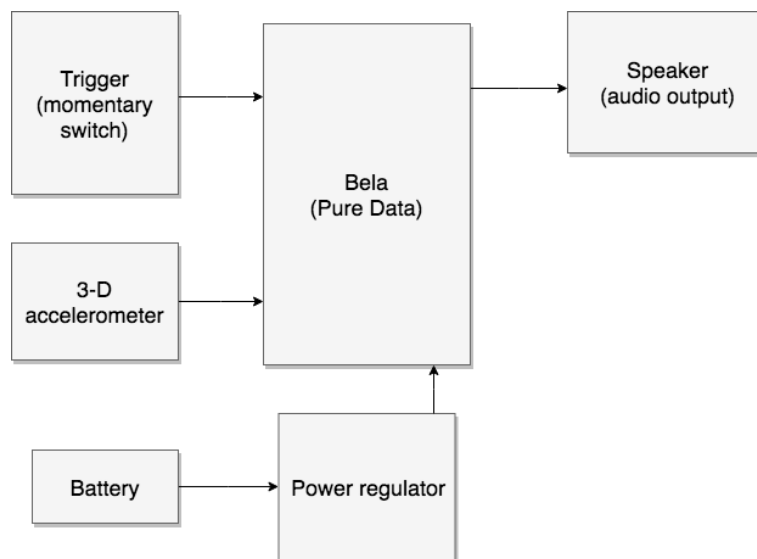 Trigger
(momentary
switch)
Bela
(Pure Data)
Speaker
(audio output)
3-D
accelerometer
Battery
Power regulator